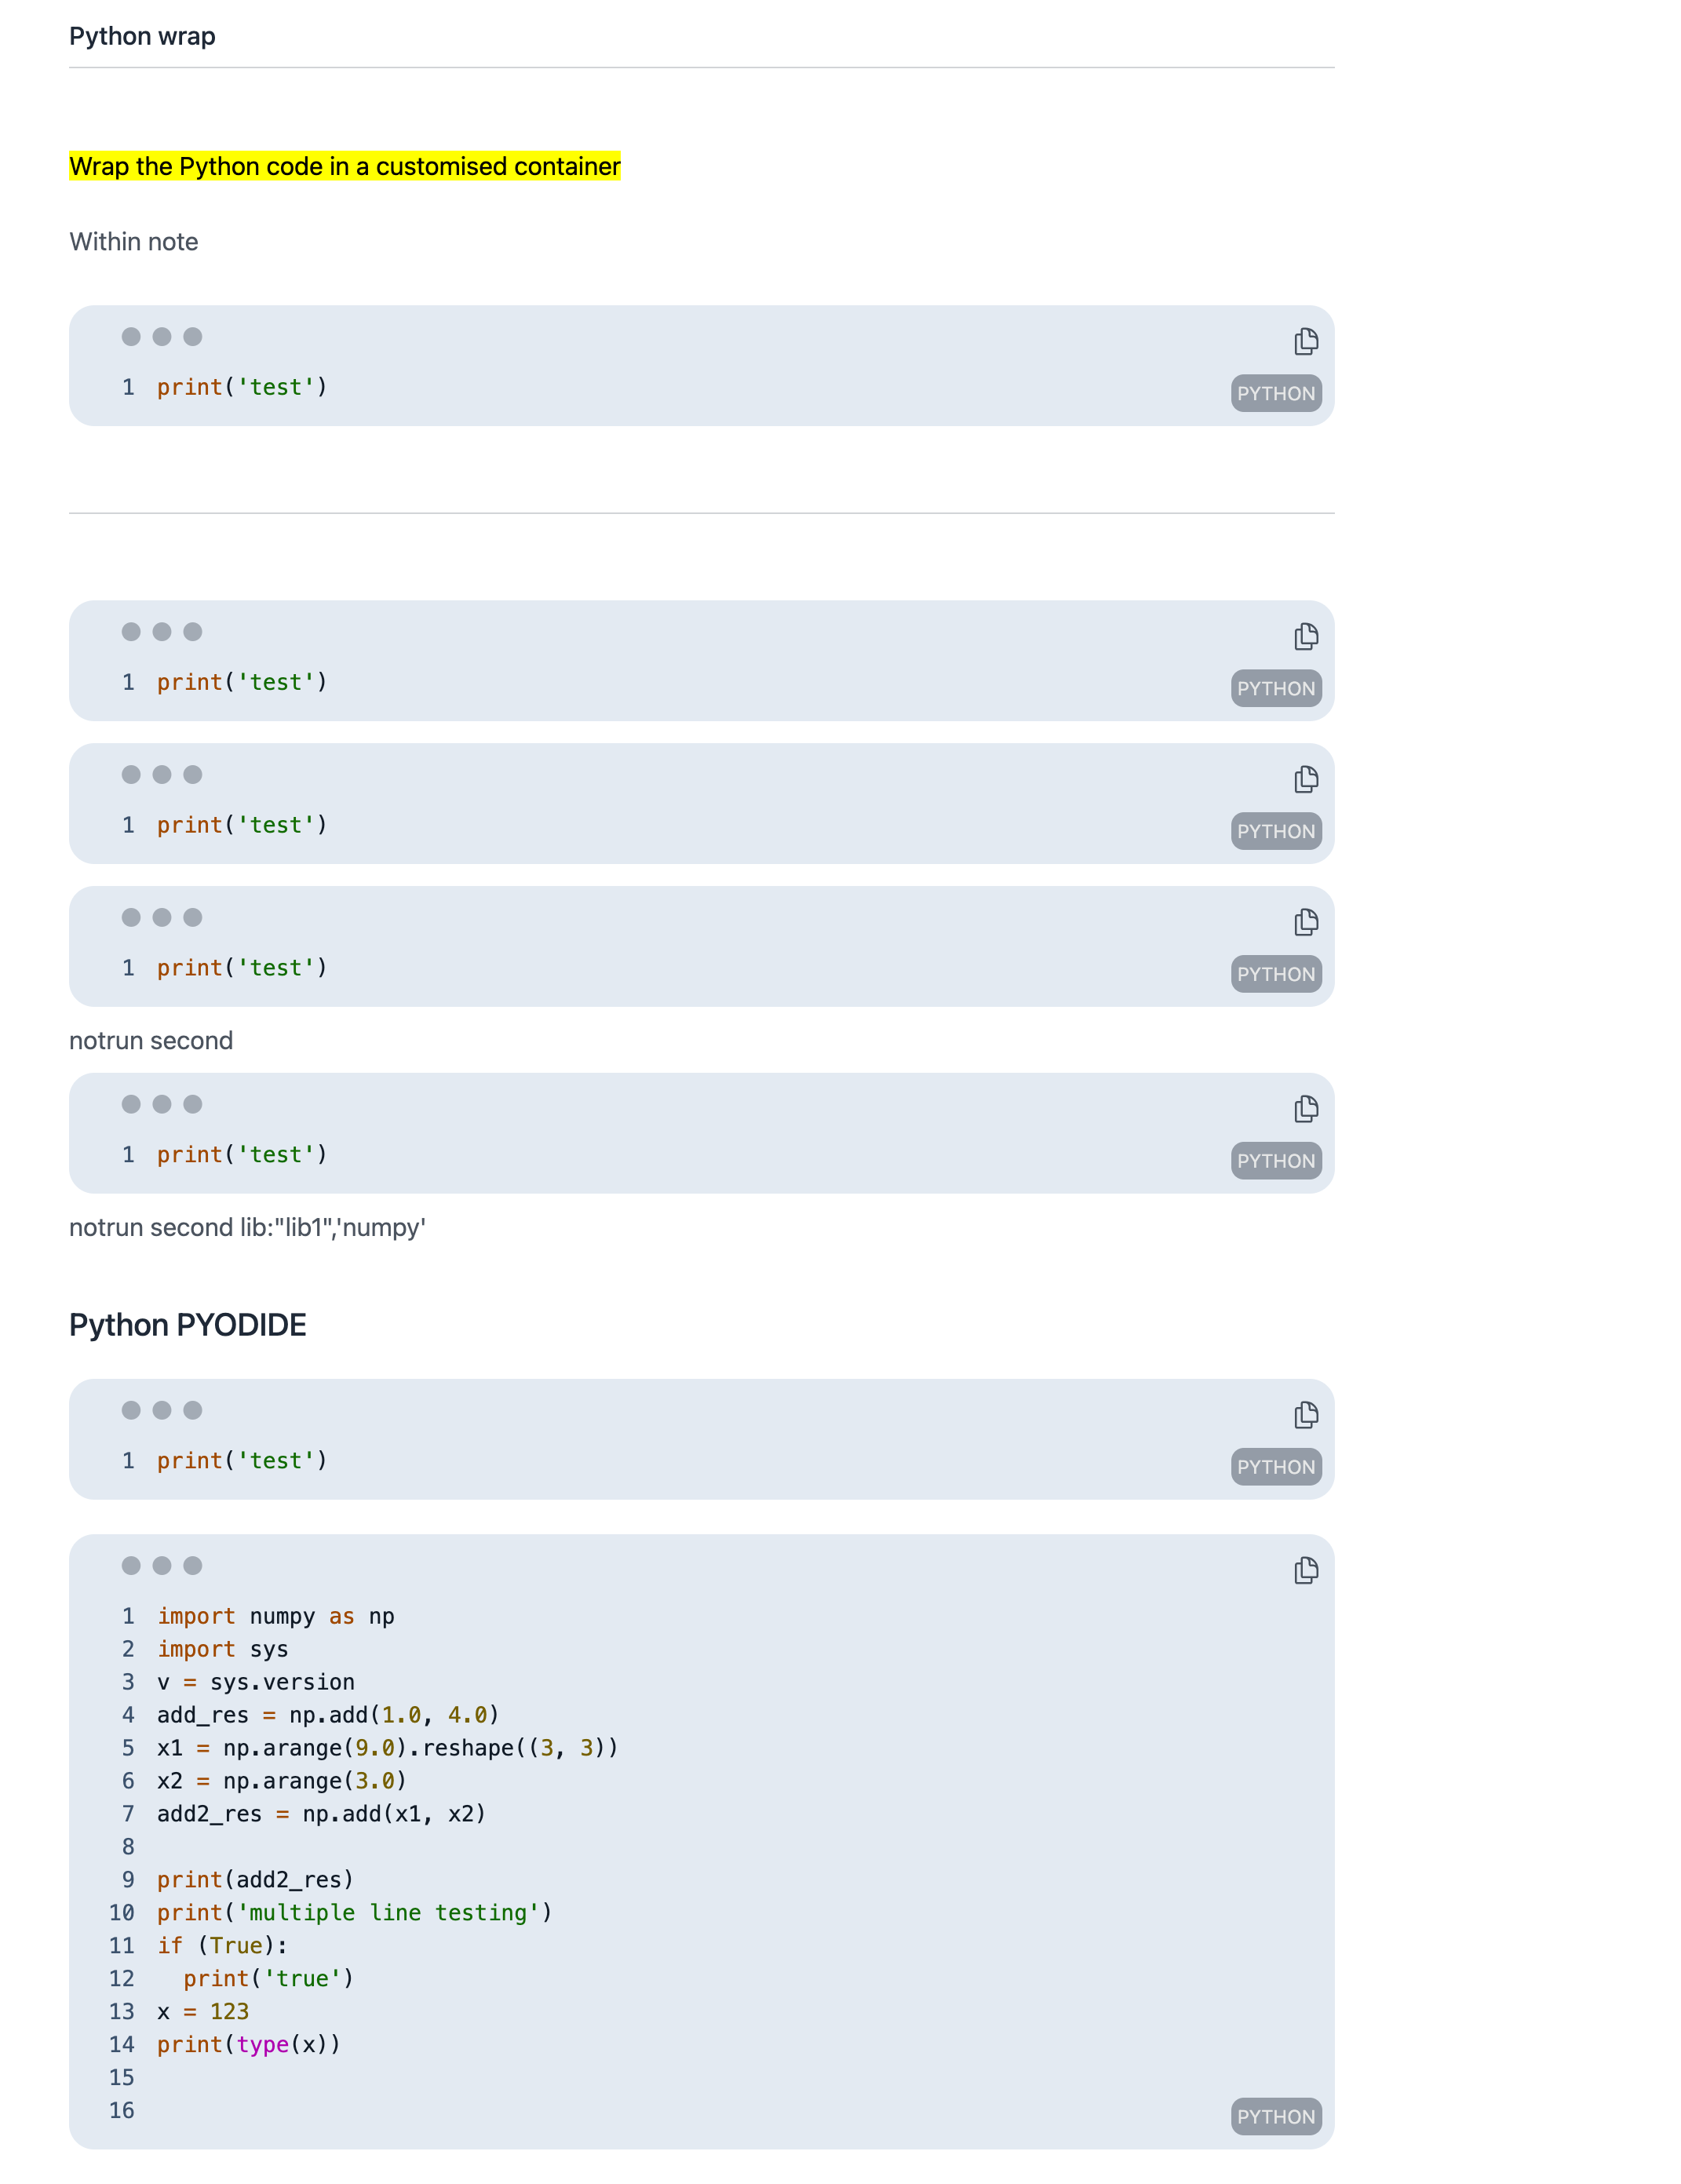 Python wrap
Wrap the Python code in a customised container
Within note
1 print('test')
PYTHON
1 print('test')
PYTHON
1 print('test')
PYTHON
1 print('test')
PYTHON
notrun second
1 print('test')
PYTHON
notrun second lib:"lib1",'numpy'
Python PYODIDE
1 print('test')
PYTHON
1 import numpy as np
2 import sys
3 v = sys.version
4 add_res = np.add(1.0, 4.0)
5 x1 = np.arange(9.0).reshape((3, 3))
6 x2 = np.arange(3.0)
7 add2_res = np.add(x1, x2)
8
9 print(add2_res)
10 print('multiple line testing')
11 if (True):
12   print('true')
13 x = 123
14 print(type(x))
15
16
PYTHON